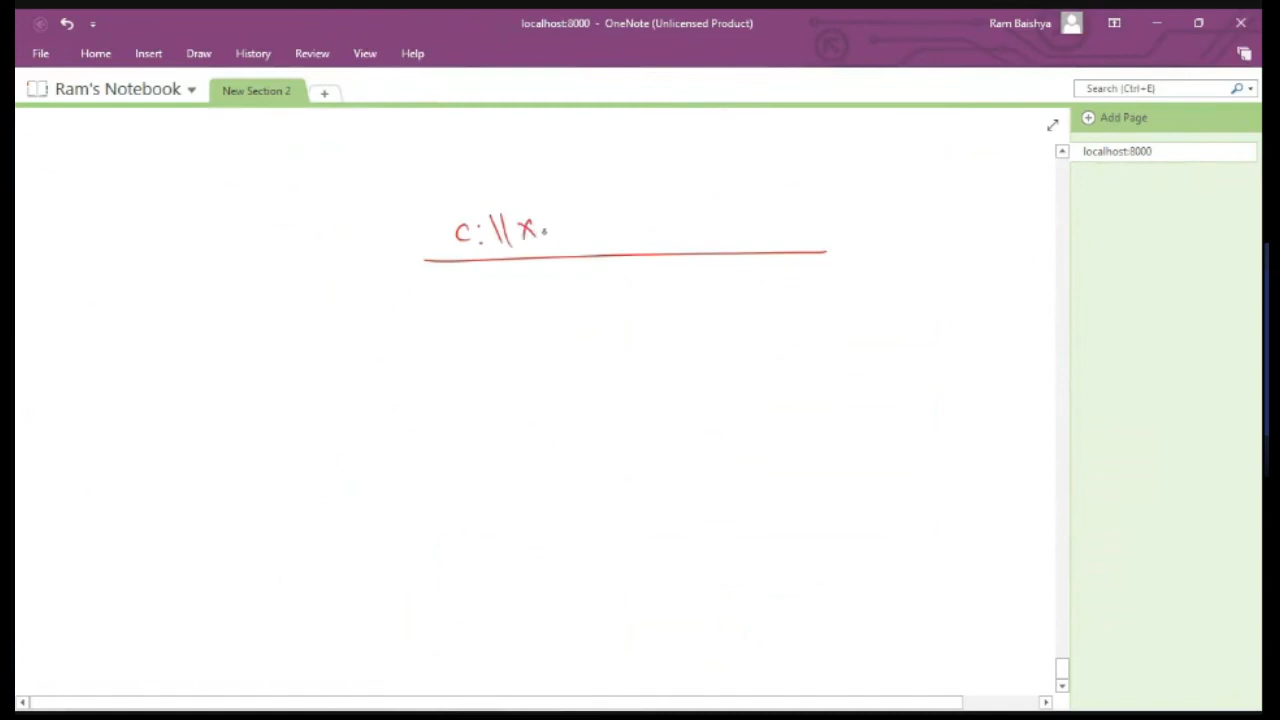 localhost:8000 - OneNote (Unlicensed Product)
Ram Baishya
File Home Insert Draw History Review View Help
Ram's Notebook
New Section 2
Search (Ctrl+E)
Add Page
localhost:8000
c:\\x.